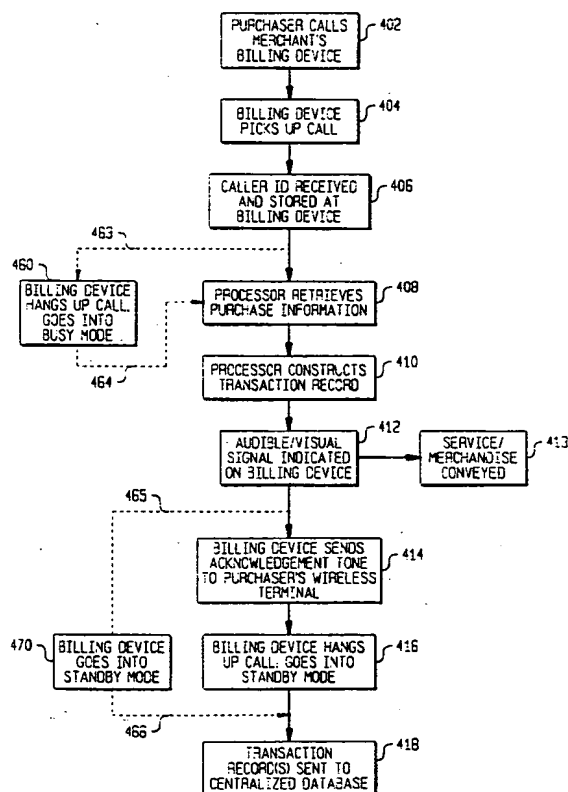 PURCHASER CALLS
MERCHANT'S
BILLING DEVICE
402
BILLING DEVICE
PICKS UP CALL
404
CALLER ID RECEIVED
AND STORED AT
BILLING DEVICE
406
463
460
BILLING DEVICE
HANGS UP CALL,
GOES INTO
BUSY MODE
464
PROCESSOR RETRIEVES
PURCHASE INFORMATION
408
PROCESSOR CONSTRUCTS
TRANSACTION RECORD
410
AUDIBLE/VISUAL
SIGNAL INDICATED
ON BILLING DEVICE
412
SERVICE/
MERCHANDISE
CONVEYED
413
465
BILLING DEVICE SENDS
ACKNOWLEDGEMENT TONE
TO PURCHASER'S WIRELESS
TERMINAL
414
470
BILLING DEVICE
GOES INTO
STANDBY MODE
BILLING DEVICE HANGS
UP CALL; GOES INTO
STANDBY MODE
416
466
TRANSACTION
RECORD(S) SENT TO
CENTRALIZED DATABASE
418